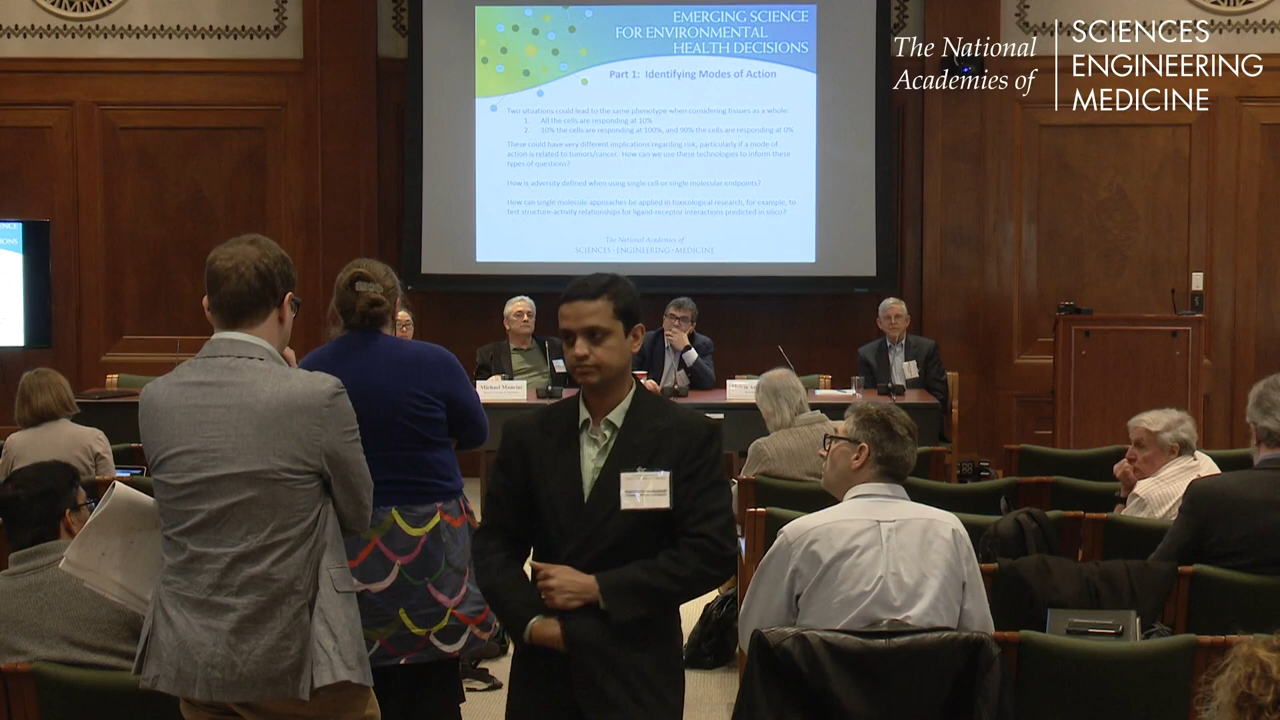 EMERGING SCIENCE
FOR ENVIRONMENTAL
HEALTH DECISIONS
Part 1: Identifying Modes of Action
Two situations could lead to the same phenotype when considering tissues as a whole:
1. All the cells are responding at 10%
2. 10% the cells are responding at 100%, and 90% the cells are responding at 0%
These could have very different implications regarding risk, particularly if a mode of
action is related to tumors/cancer. How can we use these technologies to inform these
types of questions?
How is adversity defined when using single cell or single molecular endpoints?
How can single molecule approaches be applied in toxicological research, for example, to
test structure-activity relationships for ligand-receptor interactions predicted in silico?
The National Academies of
SCIENCES · ENGINEERING · MEDICINE
The National
Academies of
SCIENCES
ENGINEERING
MEDICINE
Michael Mancini